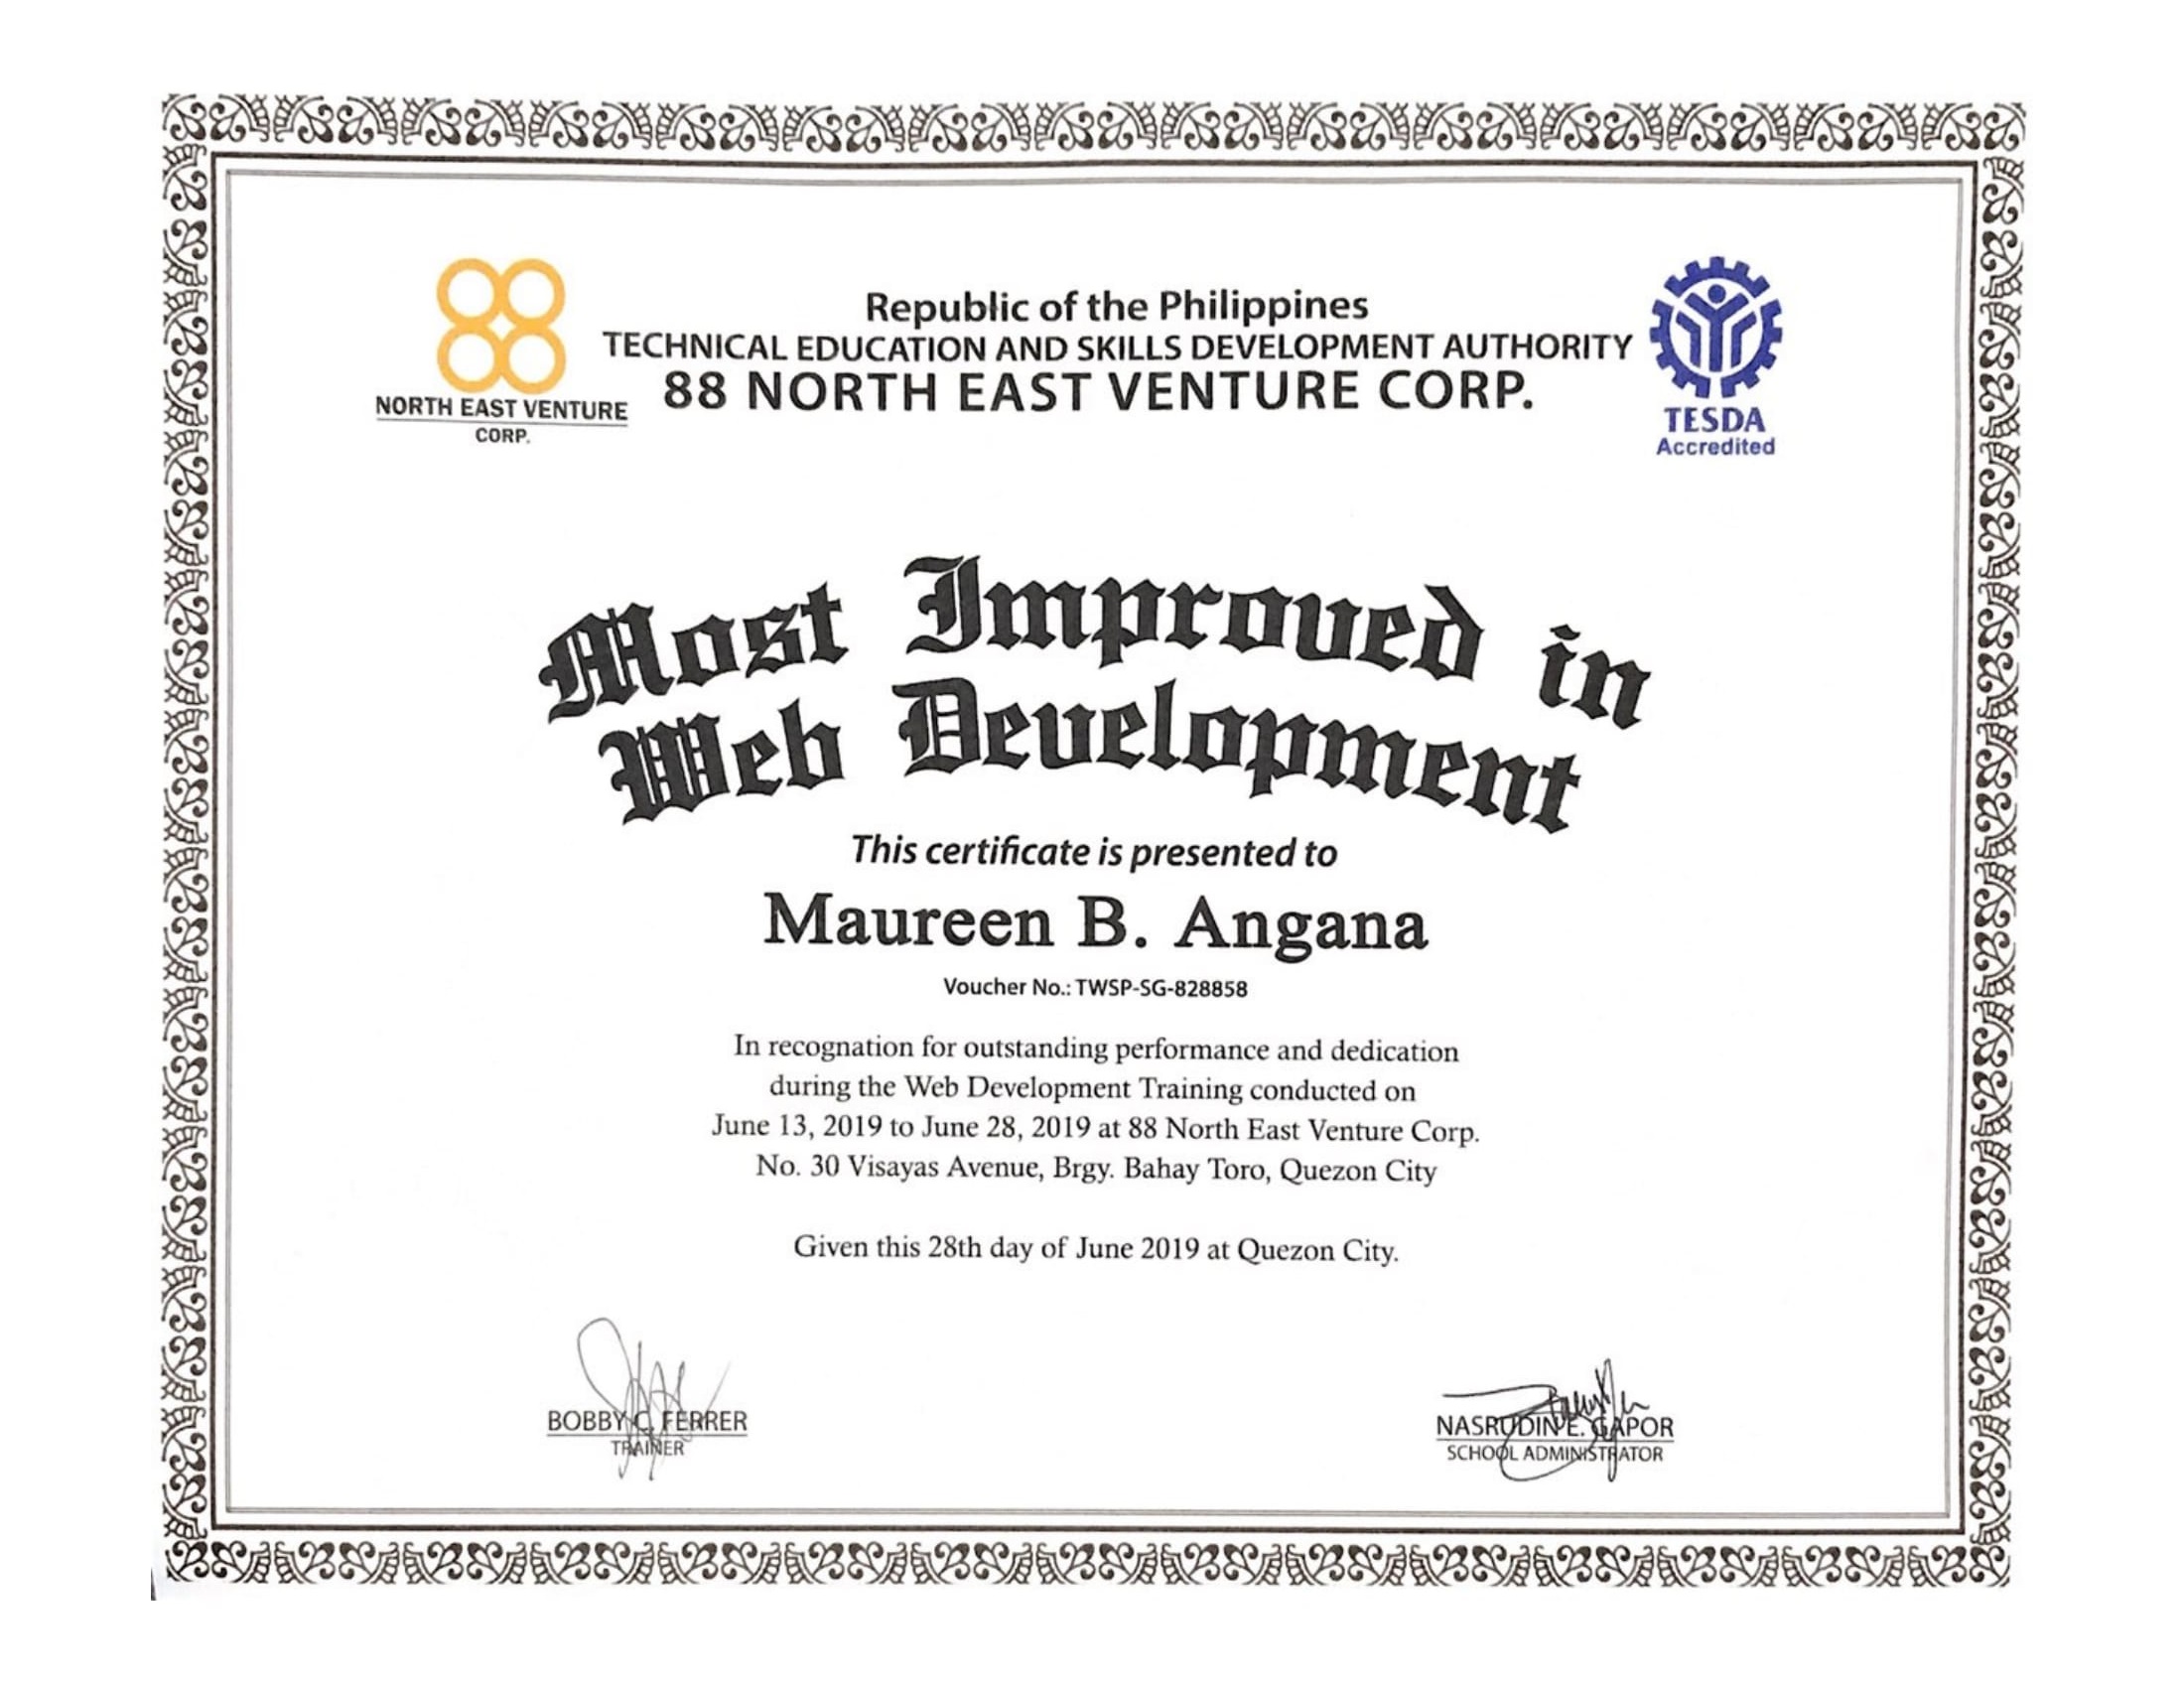 NORTH EAST VENTURE
CORP.
Republic of the Philippines
TECHNICAL EDUCATION AND SKILLS DEVELOPMENT AUTHORITY
88 NORTH EAST VENTURE CORP.
TESDA
Accredited
Most Improved in
Web Development
This certificate is presented to
Maureen B. Angana
Voucher No.: TWSP-SG-828858
In recognation for outstanding performance and dedication
during the Web Development Training conducted on
June 13, 2019 to June 28, 2019 at 88 North East Venture Corp.
No. 30 Visayas Avenue, Brgy. Bahay Toro, Quezon City
Given this 28th day of June 2019 at Quezon City.
BOBBY C. FERRER
TRAINER
NASRUDIN E. GAPOR
SCHOOL ADMINISTRATOR